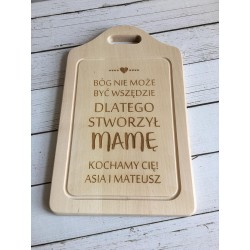 BÓG NIE MOŻE
BYĆ WSZĘDZIE
DLATEGO
STWORZYŁ
MAMĘ
KOCHAMY CIĘ!
ASIA I MATEUSZ